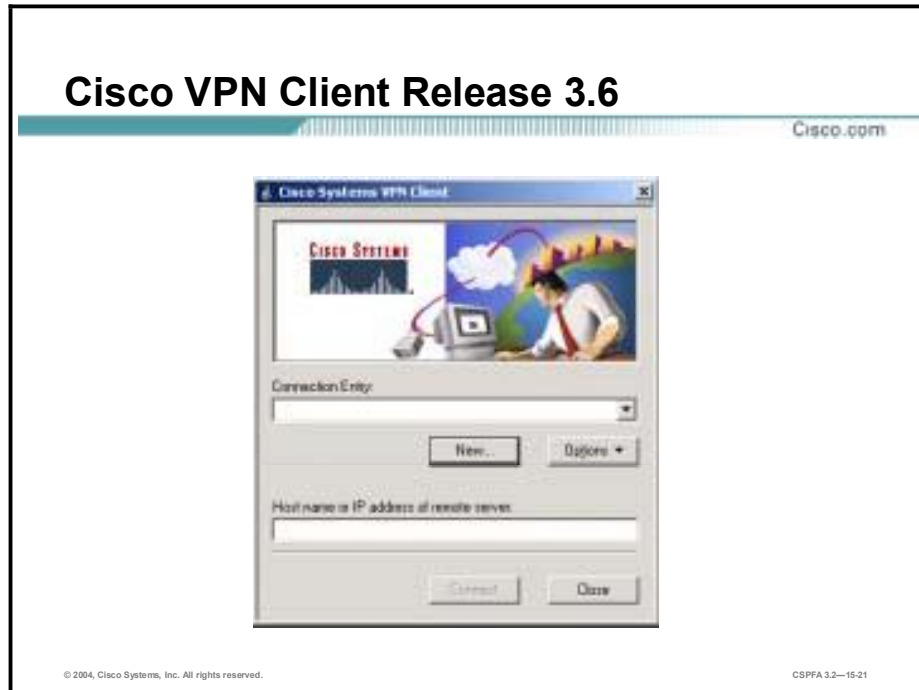 Cisco VPN Client Release 3.6
Cisco.com
Cisco Systems VPN Client
CISCO SYSTEMS
Connection Entry:
New...
Options
Host name or IP address of remote server:
Connect
Close
© 2004, Cisco Systems, Inc. All rights reserved.
CSPFA 3.2—15-21